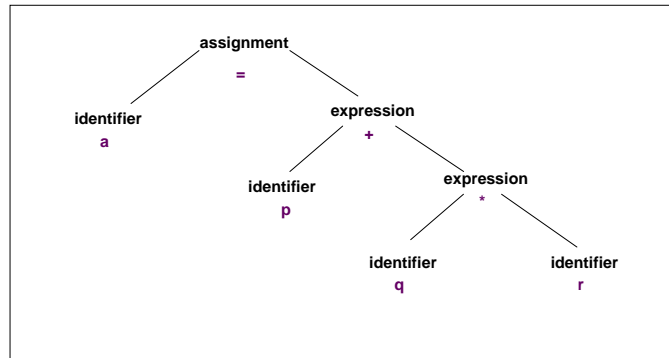 assignment
=
identifier
a
expression
+
identifier
p
expression
*
identifier
q
identifier
r